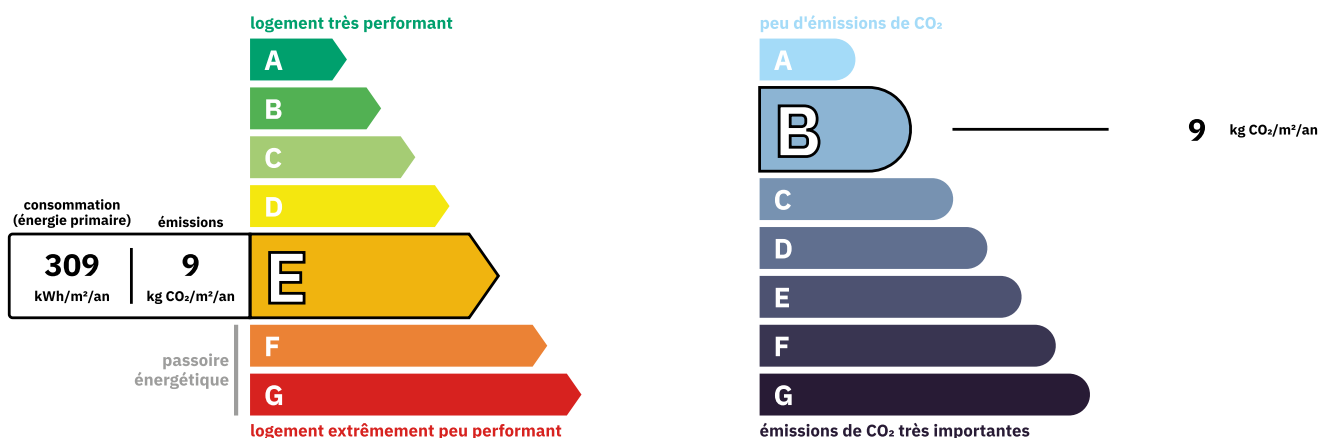 logement très performant
A
B
C
D
consommation
(énergie primaire)
émissions
309
kWh/m²/an
9
kg CO₂/m²/an
E
F
passoire
énergétique
G
logement extrêmement peu performant
peu d'émissions de CO₂
A
B
9 kg CO₂/m²/an
C
D
E
F
G
émissions de CO₂ très importantes